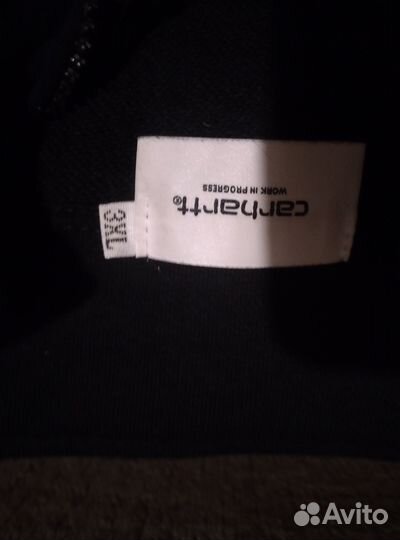 carhartt®
WORK IN PROGRESS
3XL
Avito